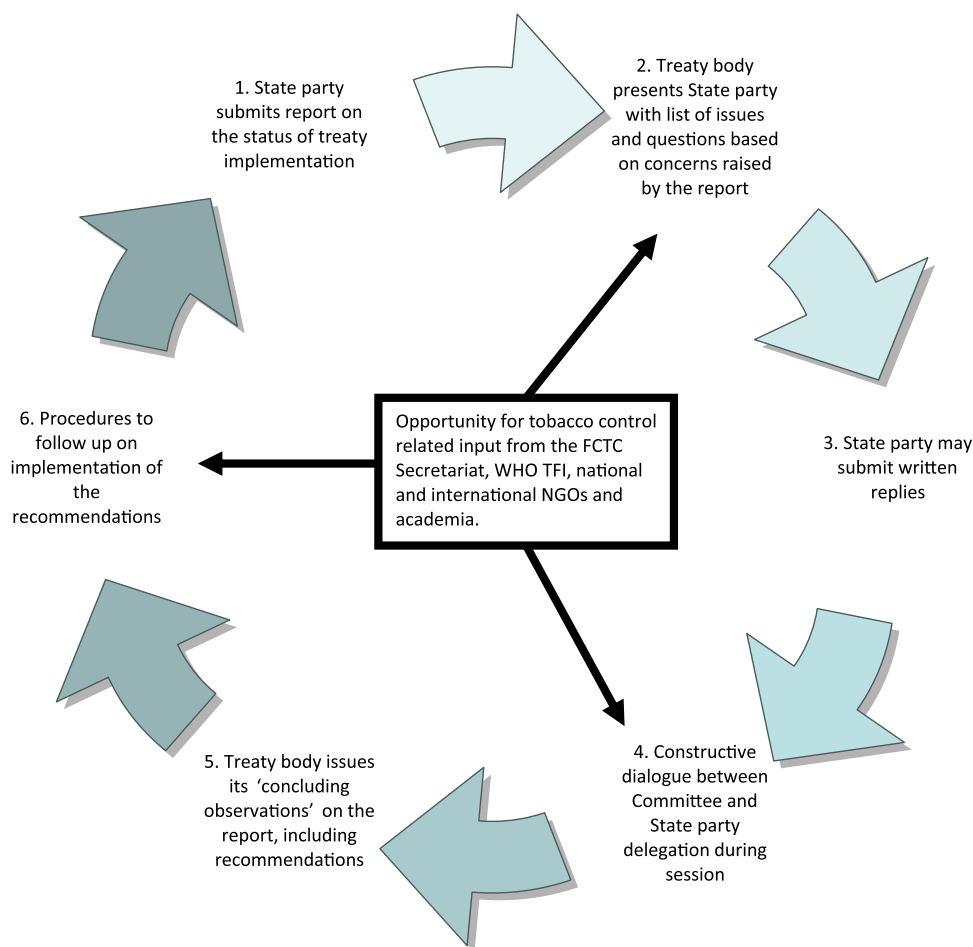 1. State party
submits report on
the status of treaty
implementation
2. Treaty body
presents State party
with list of issues
and questions based
on concerns raised
by the report
3. State party may
submit written
replies
4. Constructive
dialogue between
Committee and
State party
delegation during
session
5. Treaty body issues
its ‘concluding
observations’ on the
report, including
recommendations
6. Procedures to
follow up on
implementation of
the
recommendations
Opportunity for tobacco control
related input from the FCTC
Secretariat, WHO TFI, national
and international NGOs and
academia.